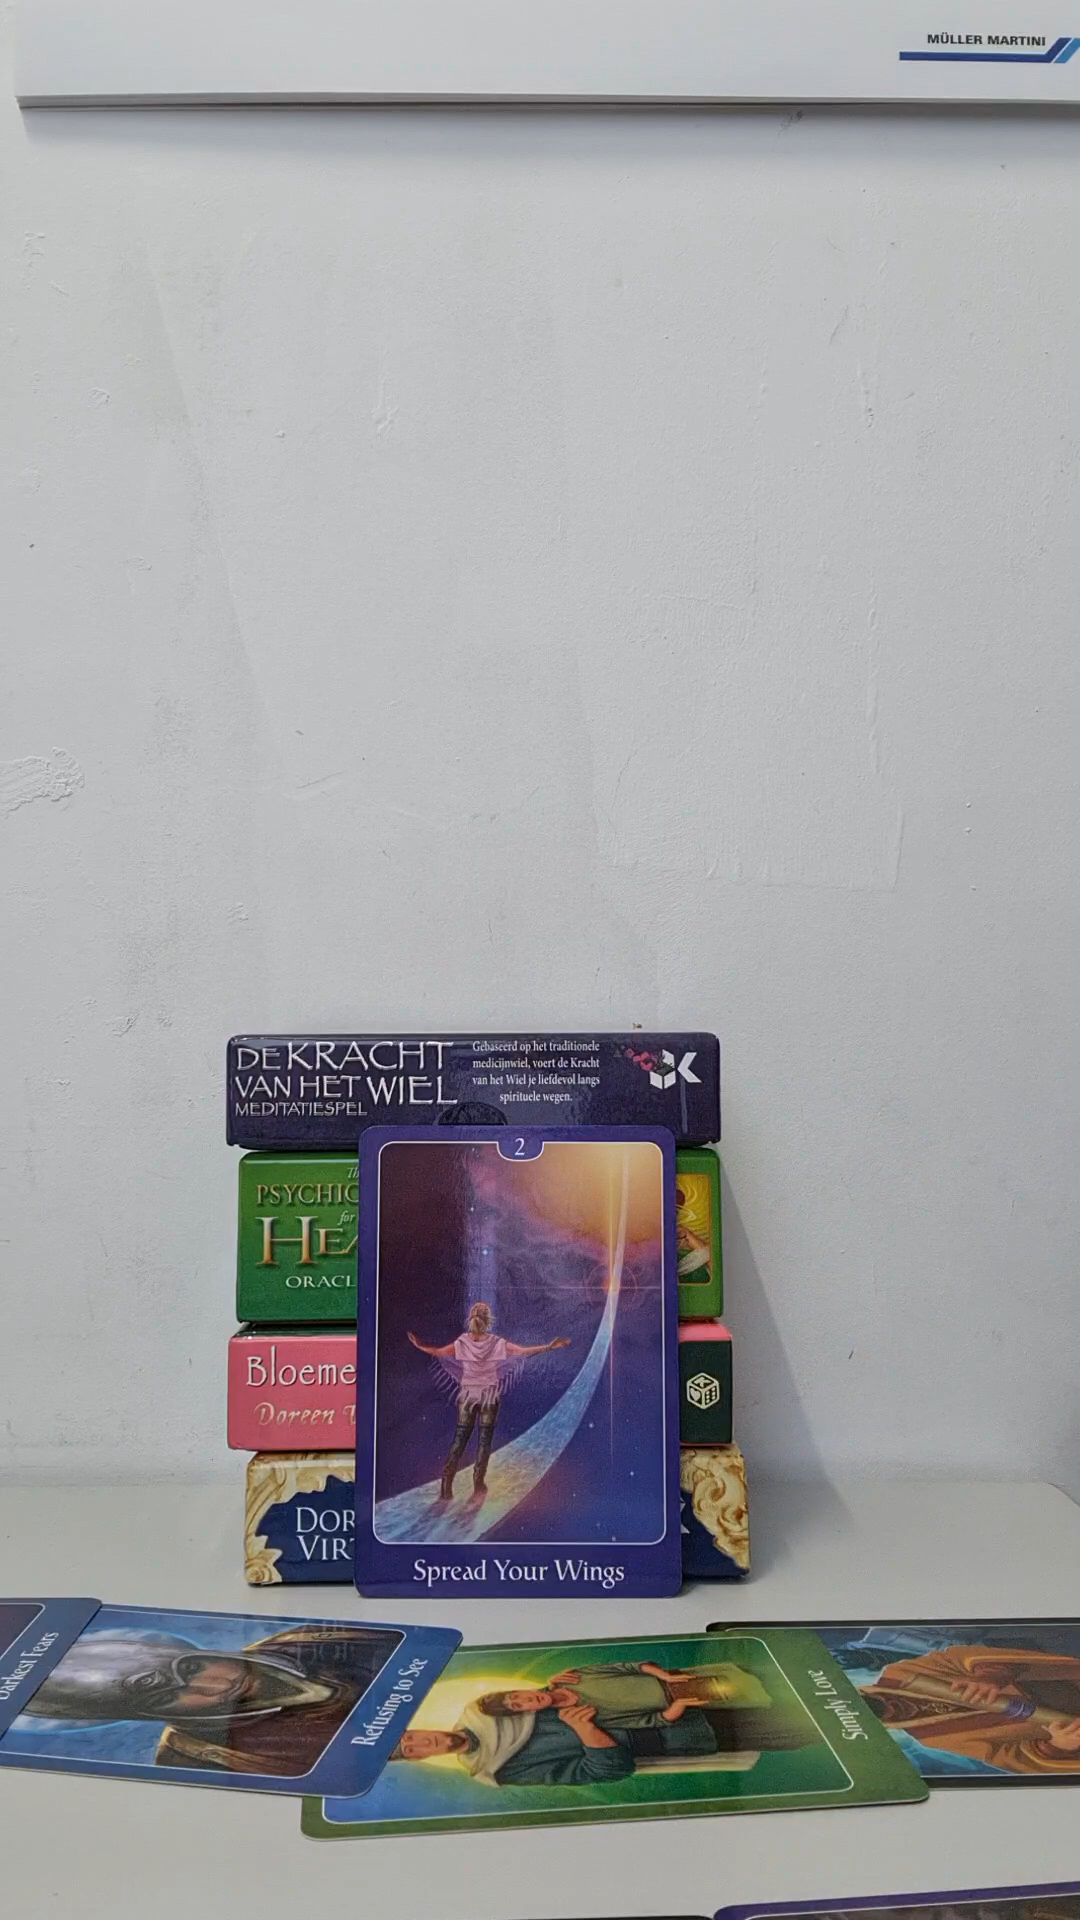 MÜLLER MARTINI
DE KRACHT
VAN HET WIEL
MEDITATIESPEL
Gebaseerd op het traditionele
medicijnwiel, voert de Kracht
van het Wiel je liefdevol langs
spirituele wegen.
2
PSYCHIC
for
HEA
ORACL
Bloeme
Doreen
DOR
VIRT
Spread Your Wings
Darkest Fears
Refusing to See
Simply Love